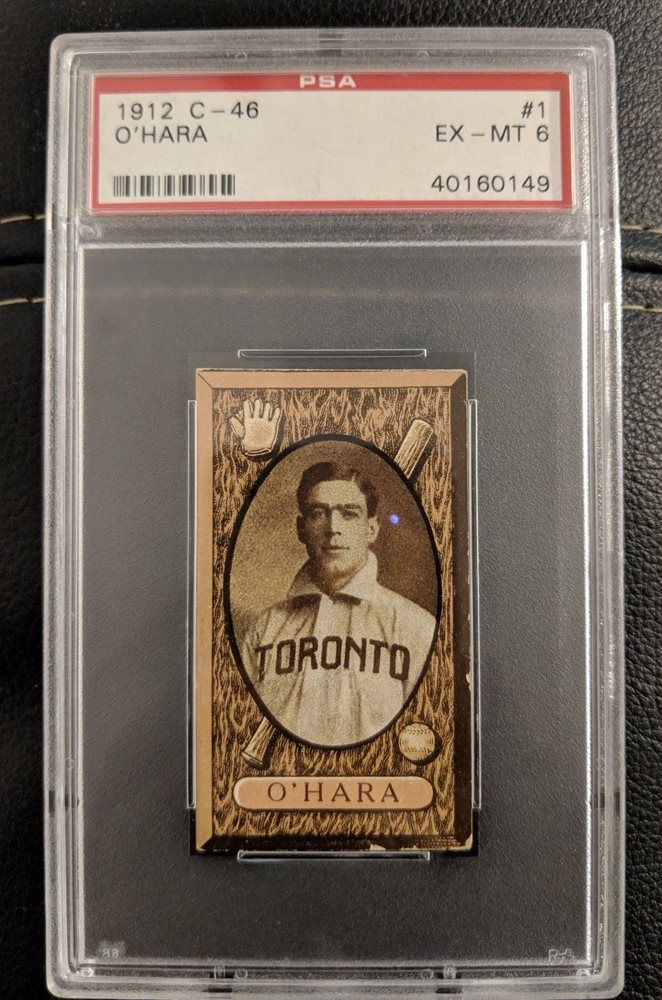 PSA
1912 C-46 #1
O'HARA EX-MT 6
40160149
TORONTO
O'HARA